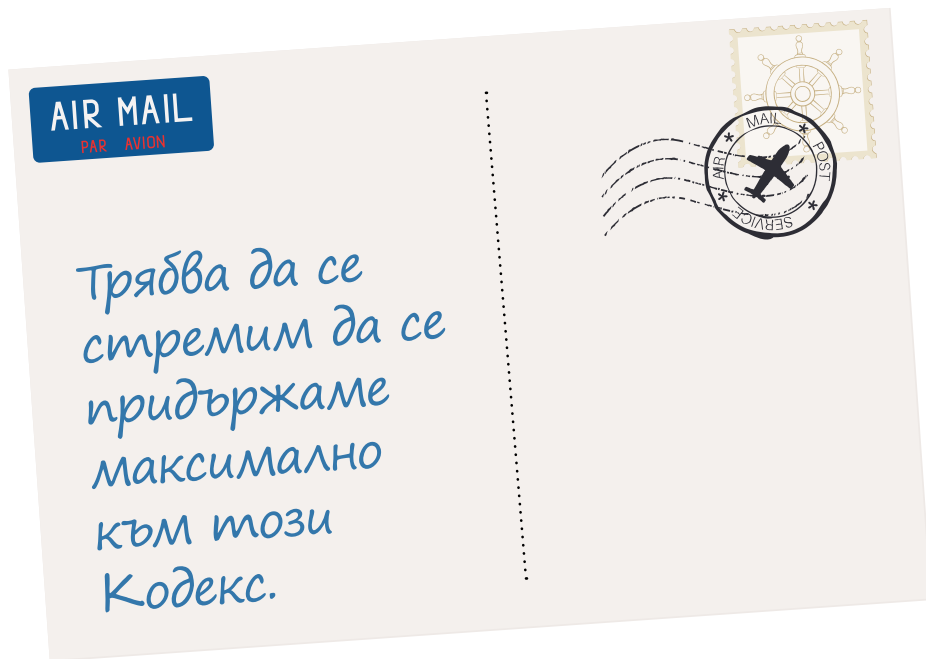 AIR MAIL
PAR AVION
MAIL
AIR
POST
SERVICE
Трябва да се
стремим да се
придържаме
максимално
към този
Кодекс.